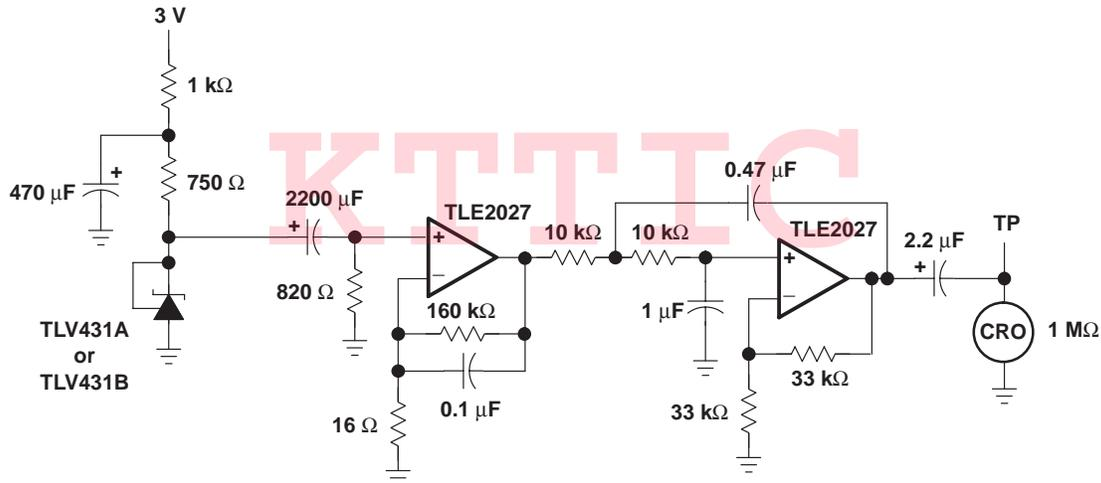 3 V
1 kΩ
470 μF
+
750 Ω
2200 μF
+
820 Ω
TLV431A
or
TLV431B
KTTIC
TLE2027
+
−
160 kΩ
0.1 μF
16 Ω
10 kΩ
10 kΩ
0.47 μF
1 μF
TLE2027
+
−
33 kΩ
33 kΩ
2.2 μF
+
TP
CRO
1 MΩ